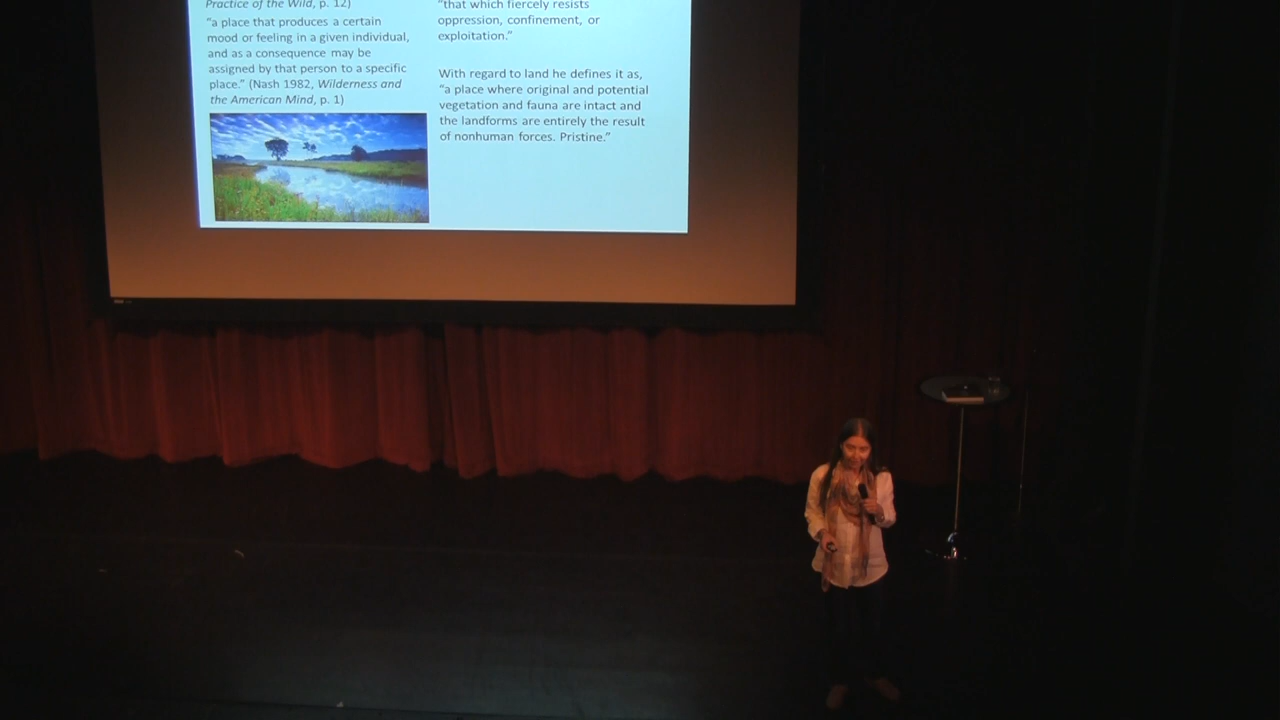 Practice of the Wild, p. 12)
"a place that produces a certain
mood or feeling in a given individual,
and as a consequence may be
assigned by that person to a specific
place." (Nash 1982, Wilderness and
the American Mind, p. 1)
"that which fiercely resists
oppression, confinement, or
exploitation."
With regard to land he defines it as,
"a place where original and potential
vegetation and fauna are intact and
the landforms are entirely the result
of nonhuman forces. Pristine."